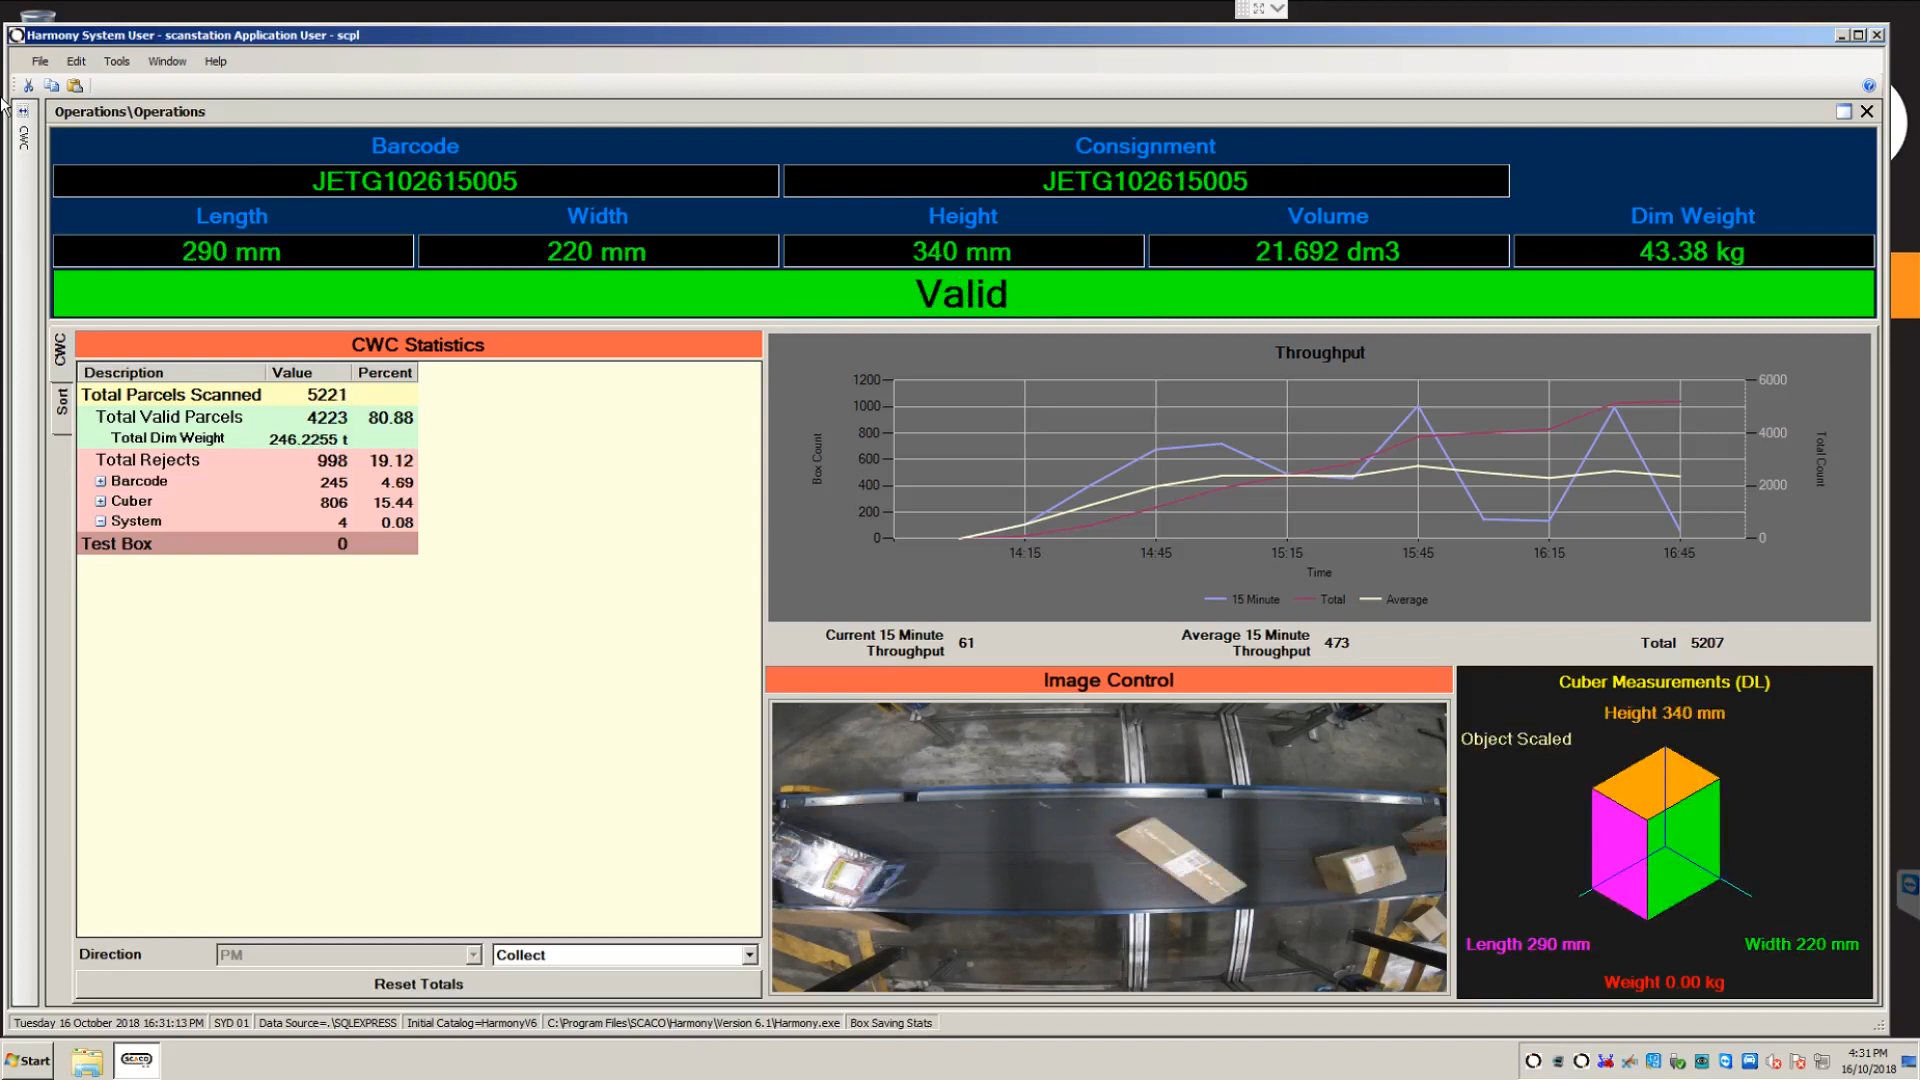 Harmony System User - scanstation Application User - scpl
File Edit Tools Window Help
CWC
Operations\Operations
Barcode Consignment
JETG102615005 JETG102615005
Length Width Height Volume Dim Weight
290 mm 220 mm 340 mm 21.692 dm3 43.38 kg
Valid
CWC
Sort
CWC Statistics
Description Value Percent
Total Parcels Scanned 5221
Total Valid Parcels 4223 80.88
Total Dim Weight 246.2255 t
Total Rejects 998 19.12
Barcode 245 4.69
Cuber 806 15.44
System 4 0.08
Test Box 0
Throughput
1200 6000
1000
800 4000
600
400 2000
200
0 0
Box Count
Total Count
14:15 14:45 15:15 15:45 16:15 16:45
Time
15 Minute Total Average
Current 15 Minute Throughput 61
Average 15 Minute Throughput 473
Total 5207
Image Control
Cuber Measurements (DL)
Height 340 mm
Object Scaled
Length 290 mm Width 220 mm
Weight 0.00 kg
Direction PM Collect
Reset Totals
Tuesday 16 October 2018 16:31:13 PM SYD 01 Data Source=.\SQLEXPRESS Initial Catalog=HarmonyV6 C:\Program Files\SCACO\Harmony\Version 6.1\Harmony.exe Box Saving Stats
Start SCACO
4:31 PM
16/10/2018